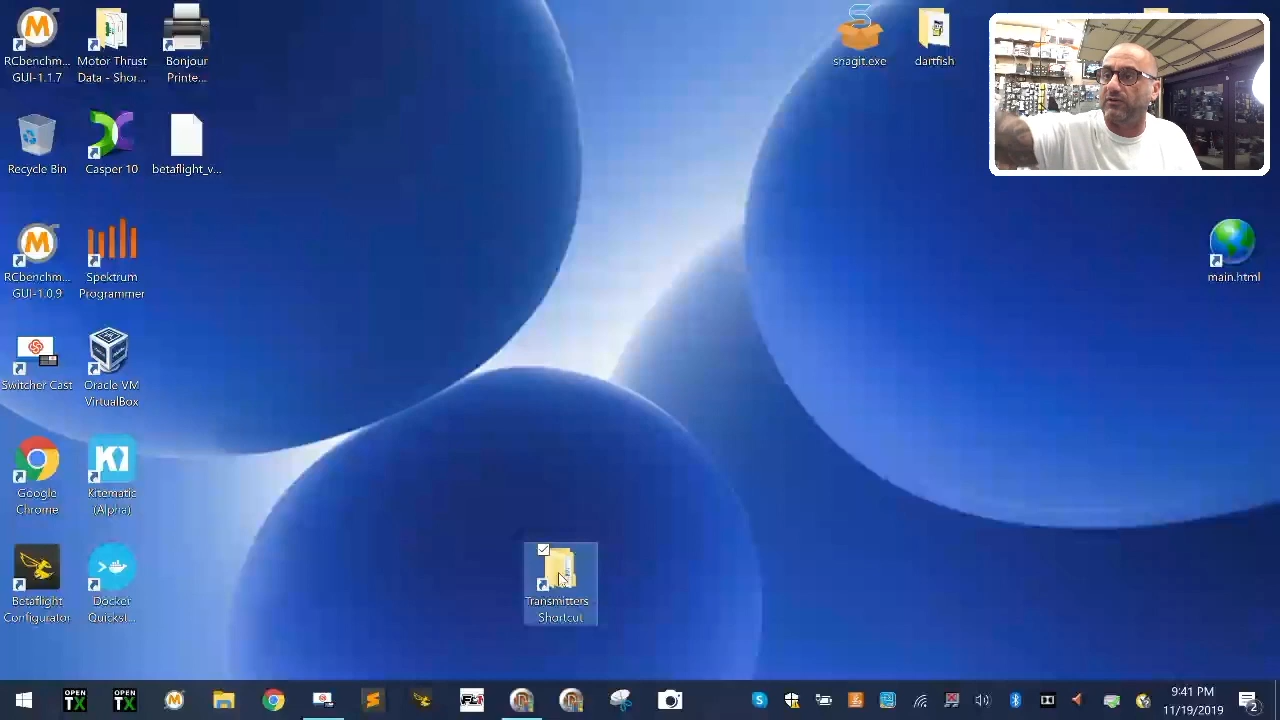 RCbenchm...
GUI-1.1.7
Motor Thrust
Data - Shor...
Bonjour
Printe...
snagit.exe
dartfish
Recycle Bin
Casper 10
betaflight_v...
RCbenchm...
GUI-1.0.9
Spektrum
Programmer
main.html
Switcher Cast
Oracle VM
VirtualBox
Google
Chrome
Kitematic
(Alpha)
Betaflight
Configurator
Docker
Quickst...
Transmitters -
Shortcut
OPEN
TX
OPEN
TX
9:41 PM
11/19/2019
2